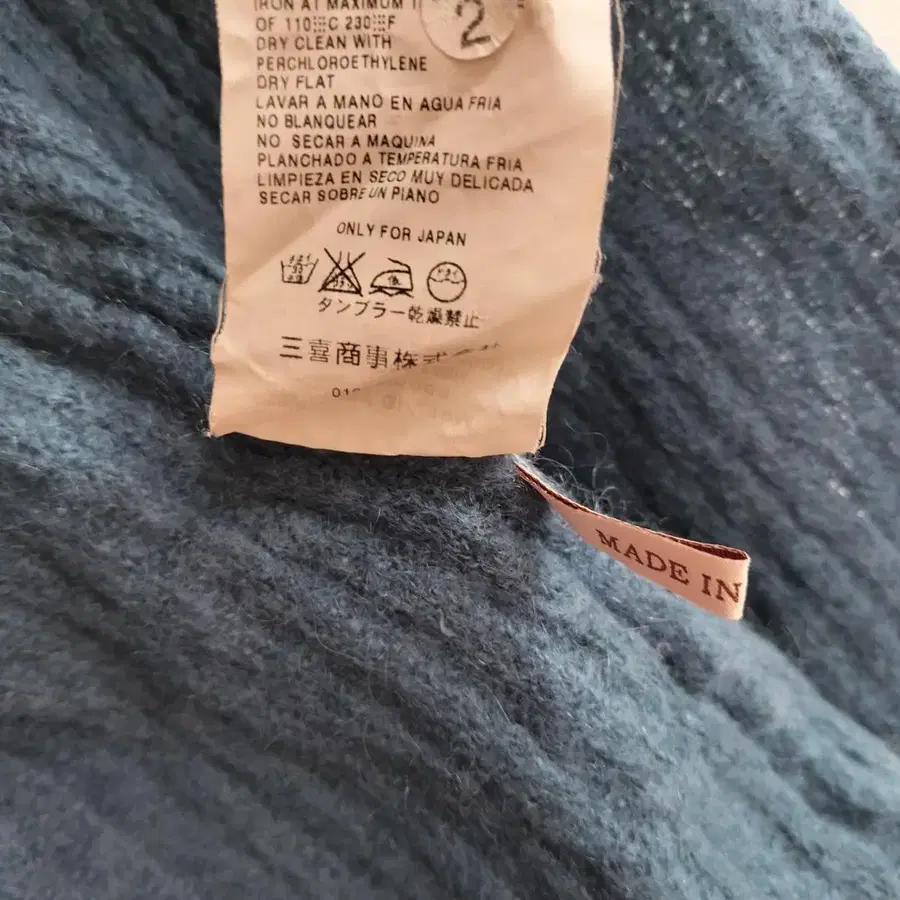 IRON AT MAXIMUM
OF 110 C 230 F
DRY CLEAN WITH
PERCHLOROETHYLENE
DRY FLAT
LAVAR A MANO EN AGUA FRIA
NO BLANQUEAR
NO SECAR A MAQUINA
PLANCHADO A TEMPERATURA FRIA
LIMPIEZA EN SECO MUY DELICADA
SECAR SOBRE UN PIANO
2
ONLY FOR JAPAN
タンブラー乾燥禁止
三喜商事株式
MADE IN